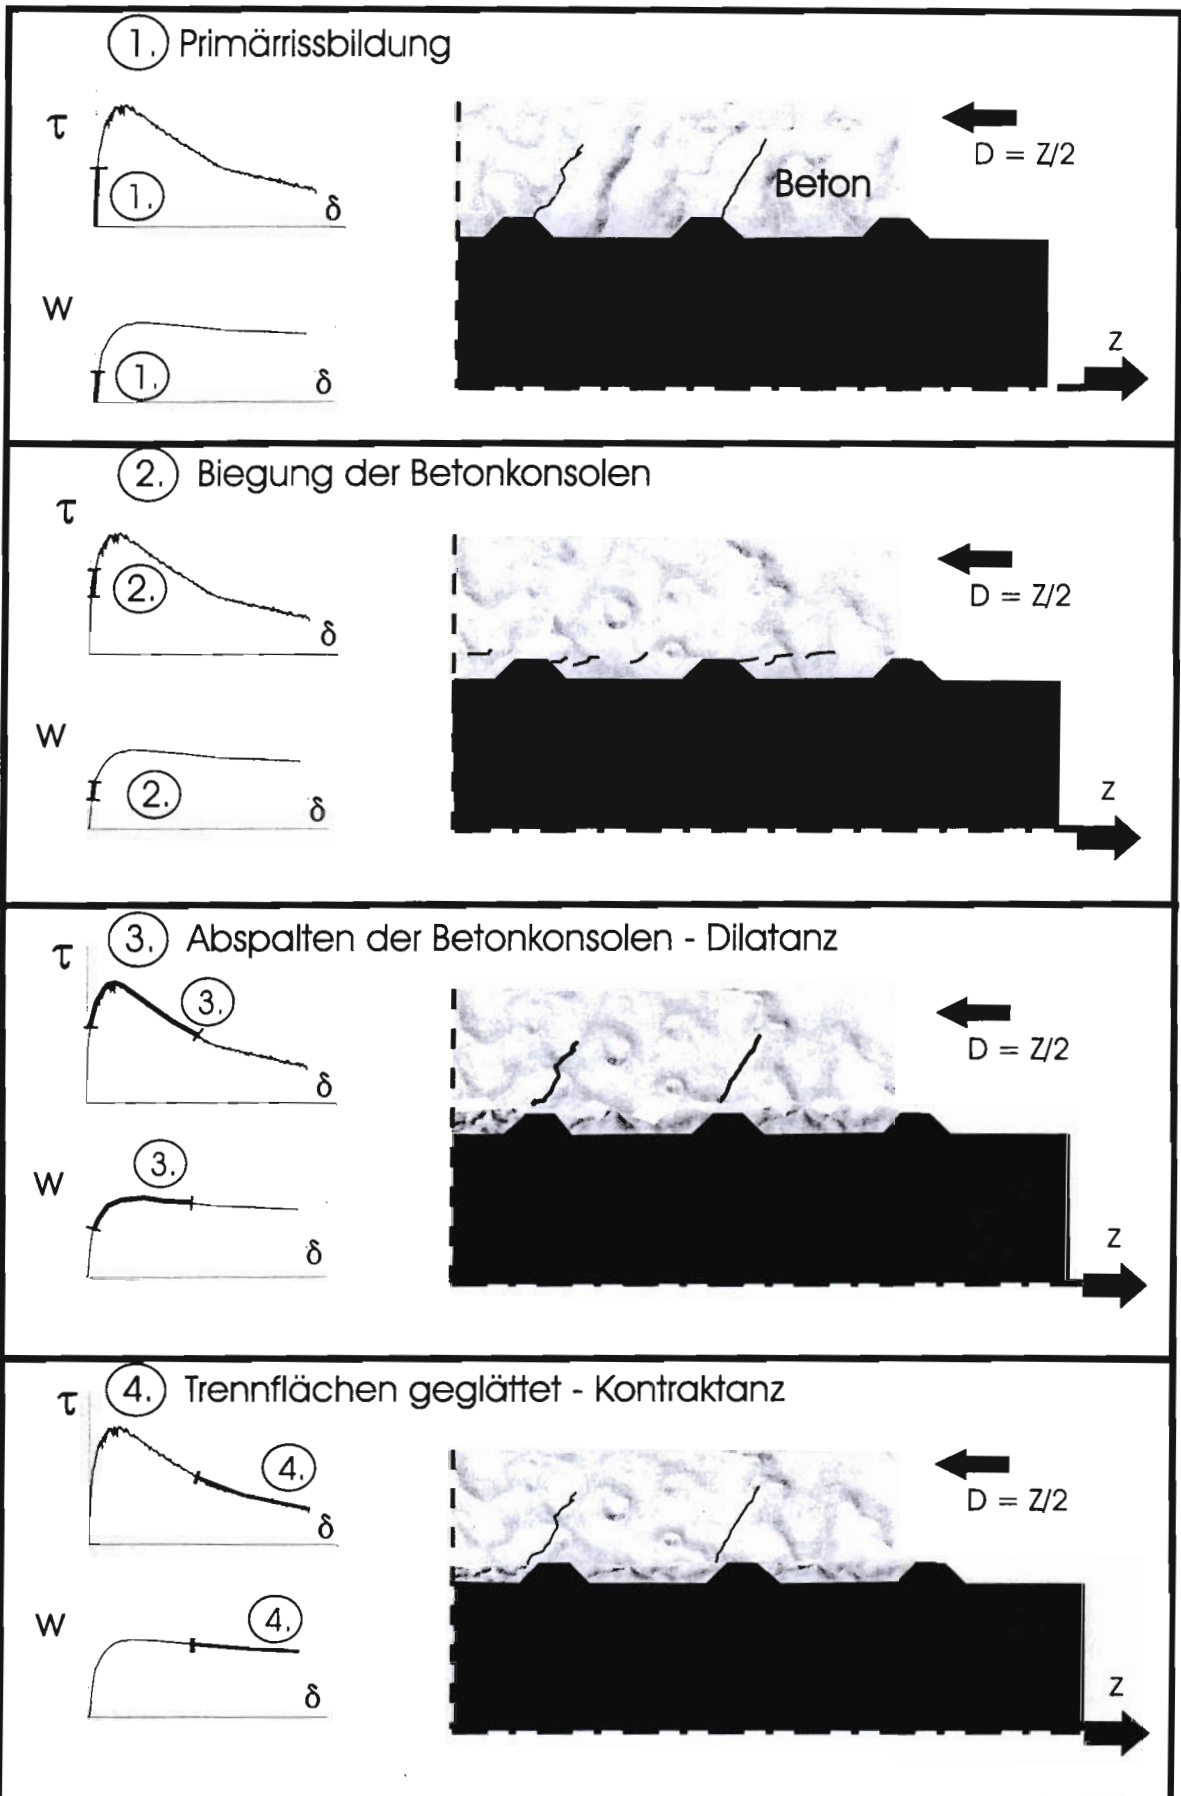 1. Primärrissbildung
τ
1.
δ
W
1.
δ
Beton
D = Z/2
Z
2. Biegung der Betonkonsolen
τ
2.
δ
W
2.
δ
D = Z/2
Z
3. Abspalten der Betonkonsolen - Dilatanz
τ
3.
δ
W
3.
δ
D = Z/2
Z
4. Trennflächen geglättet - Kontraktanz
τ
4.
δ
W
4.
δ
D = Z/2
Z